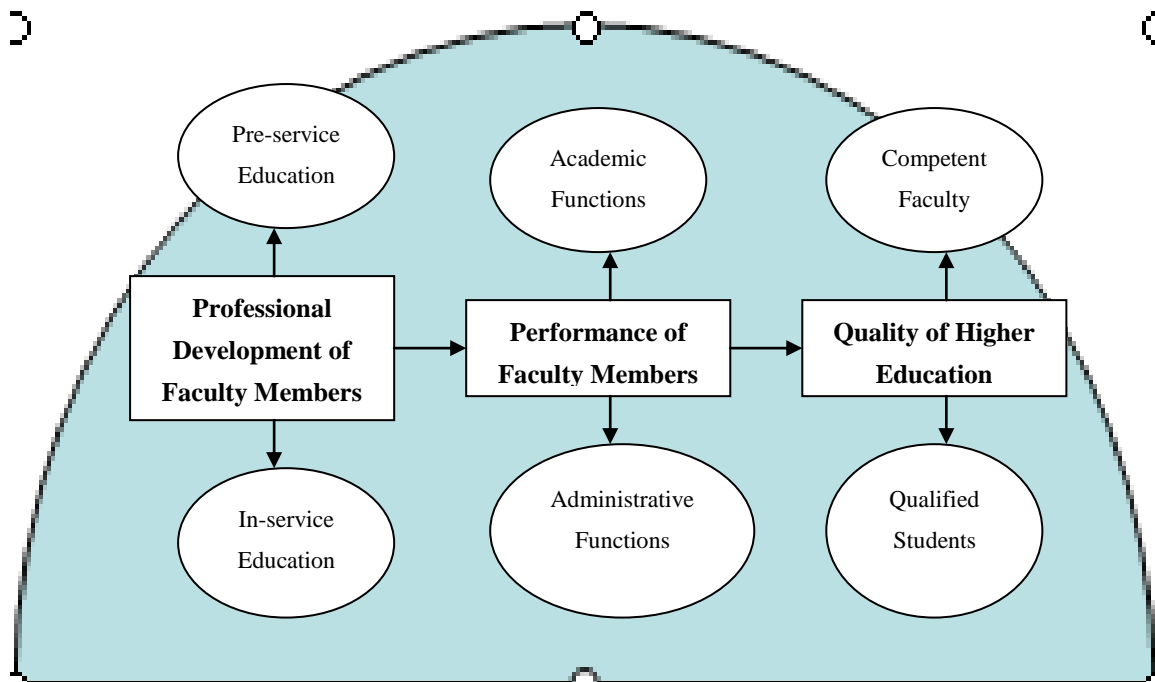 Pre-service
Education
Academic
Functions
Competent
Faculty
Professional
Development of
Faculty Members
Performance of
Faculty Members
Quality of Higher
Education
In-service
Education
Administrative
Functions
Qualified
Students